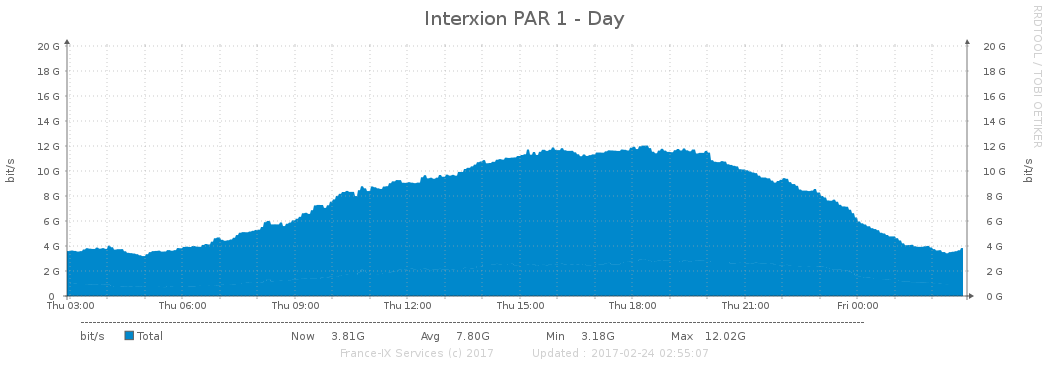 Interxion PAR 1 - Day
RRDTOOL / TOBI OETIKER
20 G 20 G
18 G 18 G
16 G 16 G
14 G 14 G
12 G 12 G
10 G 10 G
8 G 8 G
6 G 6 G
4 G 4 G
2 G 2 G
0 0 G
bit/s
bit/s
Thu 03:00 Thu 06:00 Thu 09:00 Thu 12:00 Thu 15:00 Thu 18:00 Thu 21:00 Fri 00:00
bit/s Total Now 3.81G Avg 7.80G Min 3.18G Max 12.02G
France-IX Services (c) 2017 Updated : 2017-02-24 02:55:07